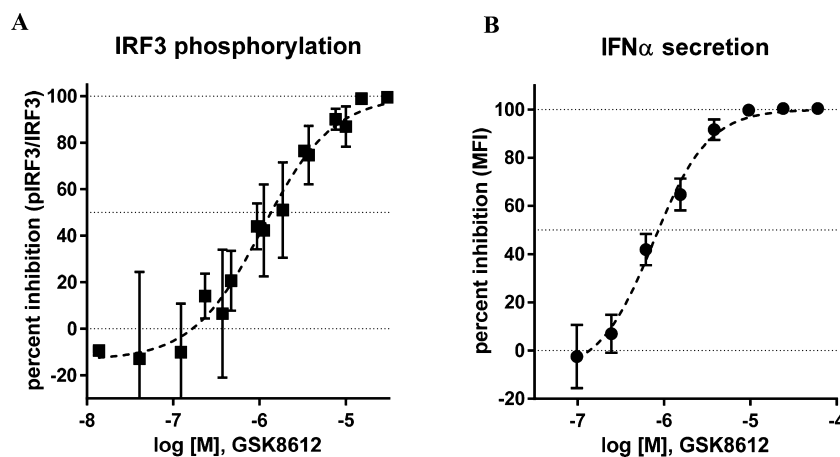 A
IRF3 phosphorylation
percent inhibition (pIRF3/IRF3)
100
80
60
40
20
0
-20
-8
-7
-6
-5
log [M], GSK8612
B
IFNα secretion
percent inhibition (MFI)
100
80
60
40
20
0
-20
-7
-6
-5
-4
log [M], GSK8612